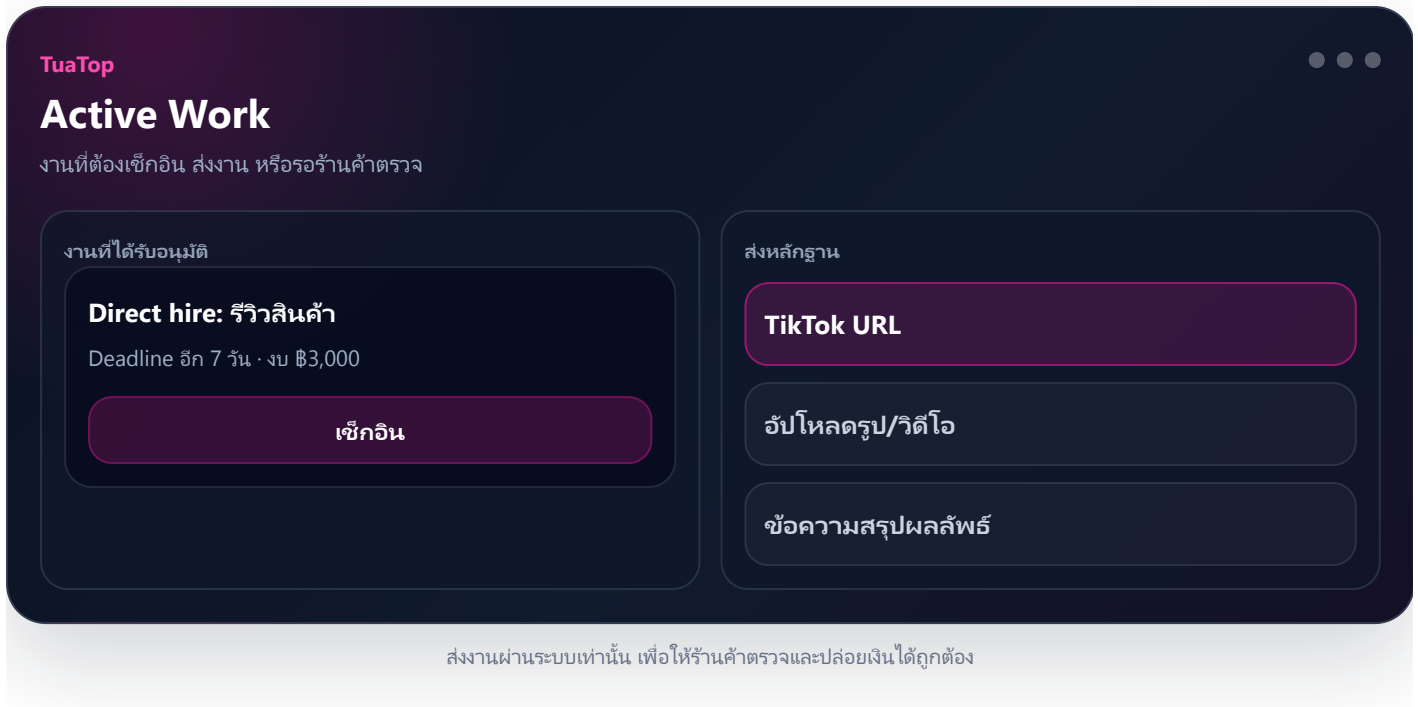 TuaTop
Active Work
งานที่ต้องเช็กอิน ส่งงาน หรือรอร้านค้าตรวจ
งานที่ได้รับอนุมัติ
Direct hire: รีวิวสินค้า
Deadline อีก 7 วัน · งบ ฿3,000
เช็กอิน
ส่งหลักฐาน
TikTok URL
อัปโหลดรูป/วิดีโอ
ข้อความสรุปผลลัพธ์
ส่งงานผ่านระบบเท่านั้น เพื่อให้ร้านค้าตรวจและปล่อยเงินได้ถูกต้อง